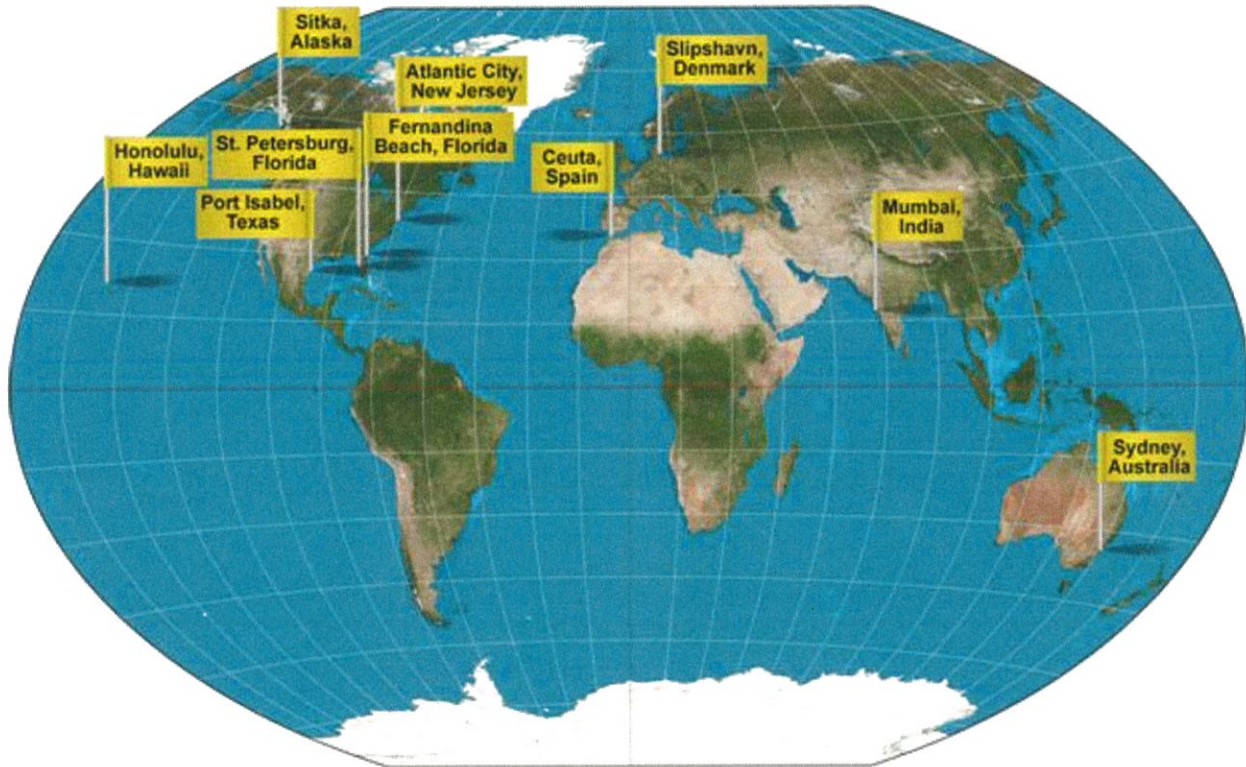 Sitka,
Alaska
Slipshavn,
Denmark
Atlantic City,
New Jersey
Fernandina
Beach, Florida
St. Petersburg,
Florida
Honolulu,
Hawaii
Ceuta,
Spain
Port Isabel,
Texas
Mumbai,
India
Sydney,
Australia